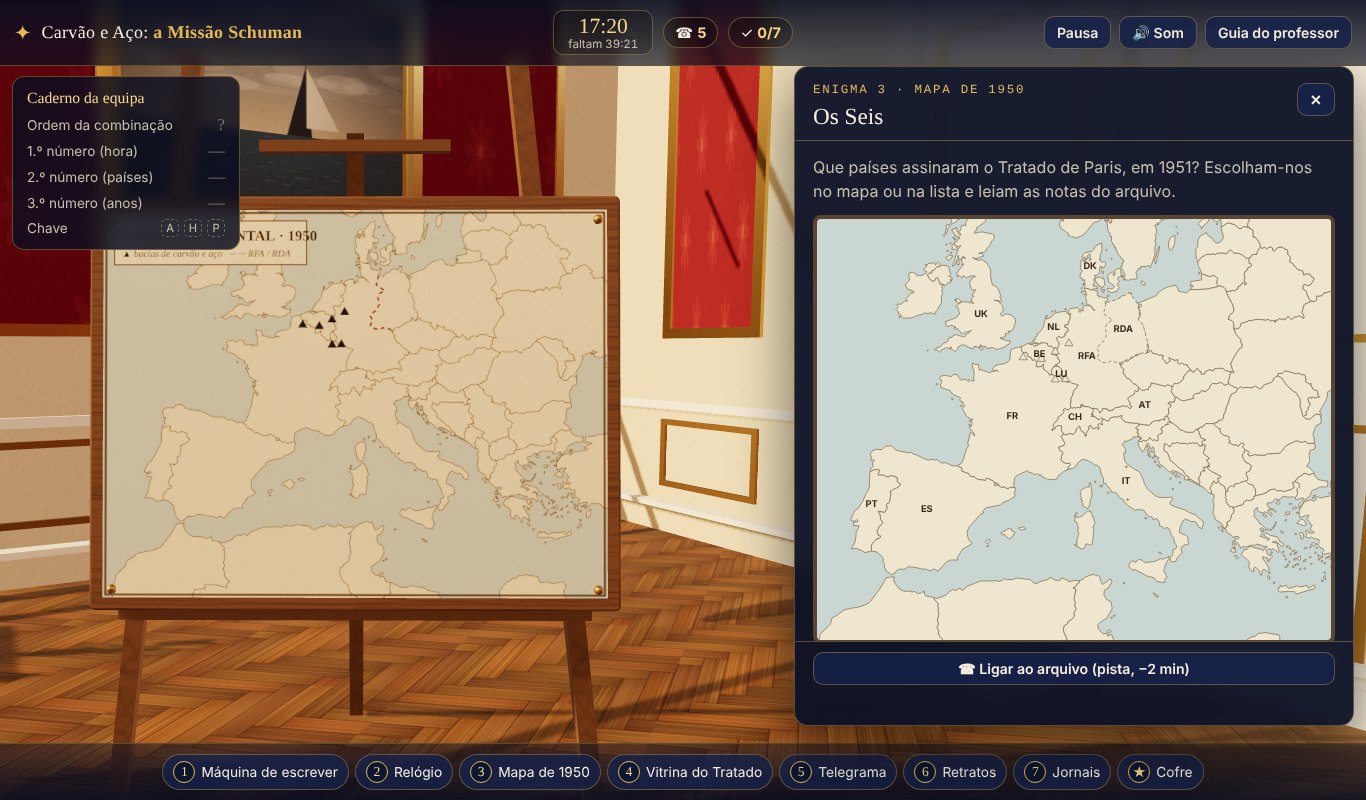 ✦ Carvão e Aço: a Missão Schuman
17:20
faltam 39:21
☎ 5
✓ 0/7
Pausa
🔊 Som
Guia do professor
Caderno da equipa
Ordem da combinação ?
1.º número (hora) —
2.º número (países) —
3.º número (anos) —
Chave A H P
NTAL · 1950
▲ bacias de carvão e aço —— RFA / RDA
ENIGMA 3 · MAPA DE 1950
Os Seis
×
Que países assinaram o Tratado de Paris, em 1951? Escolham-nos
no mapa ou na lista e leiam as notas do arquivo.
DK
UK
NL
RDA
BE
RFA
LU
FR
CH
AT
IT
PT
ES
☎ Ligar ao arquivo (pista, −2 min)
1 Máquina de escrever
2 Relógio
3 Mapa de 1950
4 Vitrina do Tratado
5 Telegrama
6 Retratos
7 Jornais
★ Cofre